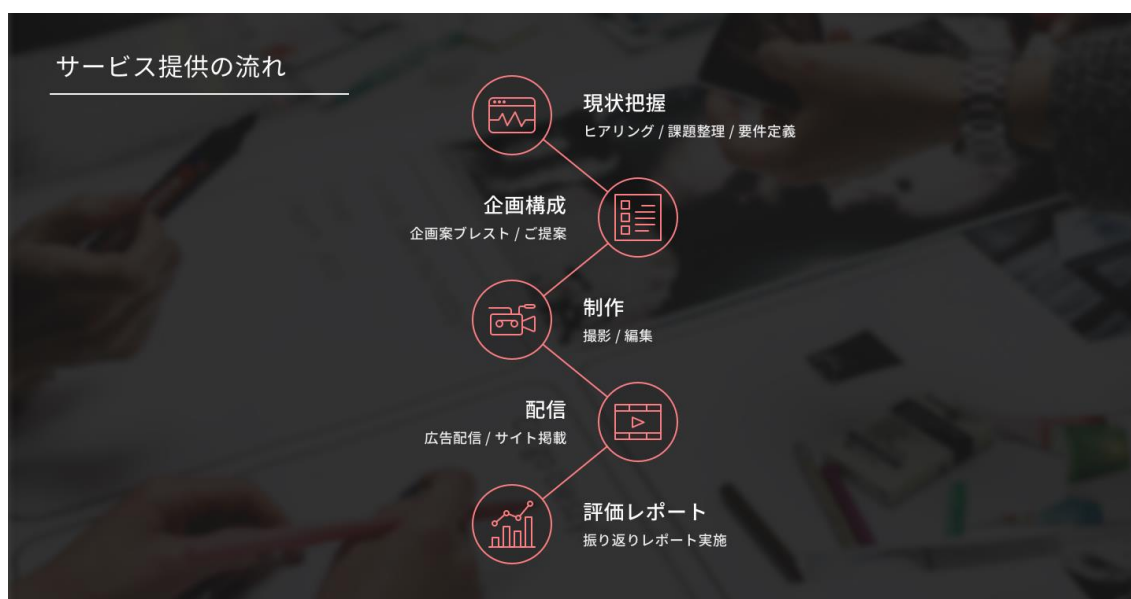 サービス提供の流れ
現状把握
ヒアリング / 課題整理 / 要件定義
企画構成
企画案ブレスト / ご提案
制作
撮影 / 編集
配信
広告配信 / サイト掲載
評価レポート
振り返りレポート実施